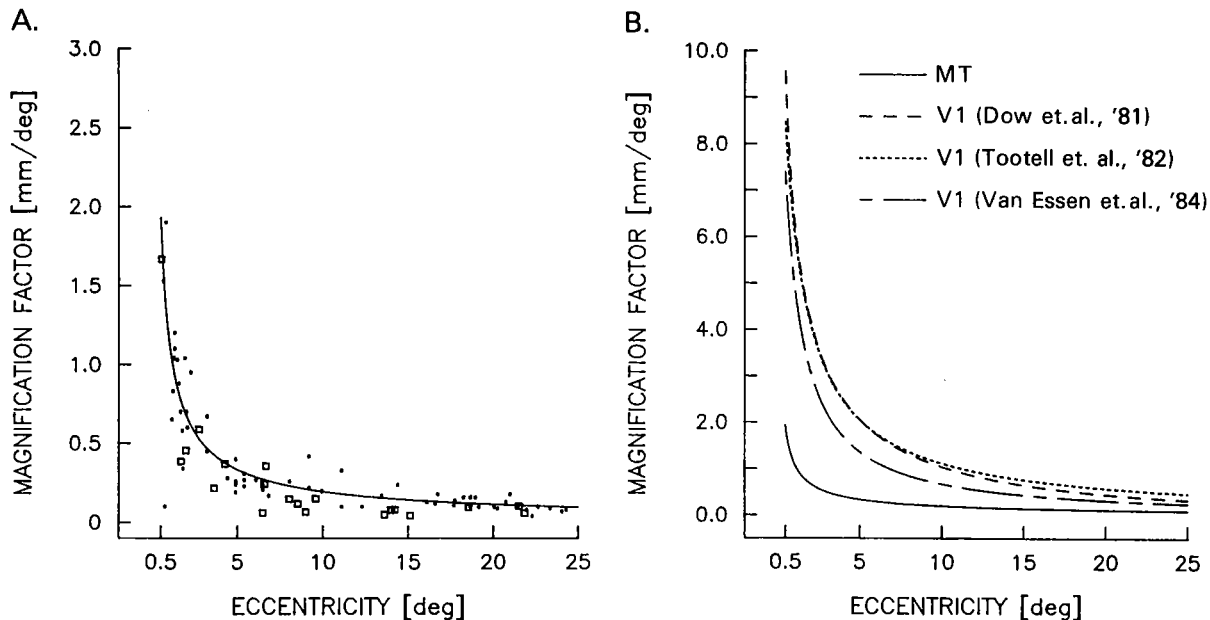 A.
3.0
2.5
2.0
1.5
1.0
0.5
0
MAGNIFICATION FACTOR [mm/deg]
0.5 5 10 15 20 25
ECCENTRICITY [deg]
B.
10.0
8.0
6.0
4.0
2.0
0.0
MAGNIFICATION FACTOR [mm/deg]
MT
V1 (Dow et.al., '81)
V1 (Tootell et. al., '82)
V1 (Van Essen et.al., '84)
0.5 5 10 15 20 25
ECCENTRICITY [deg]